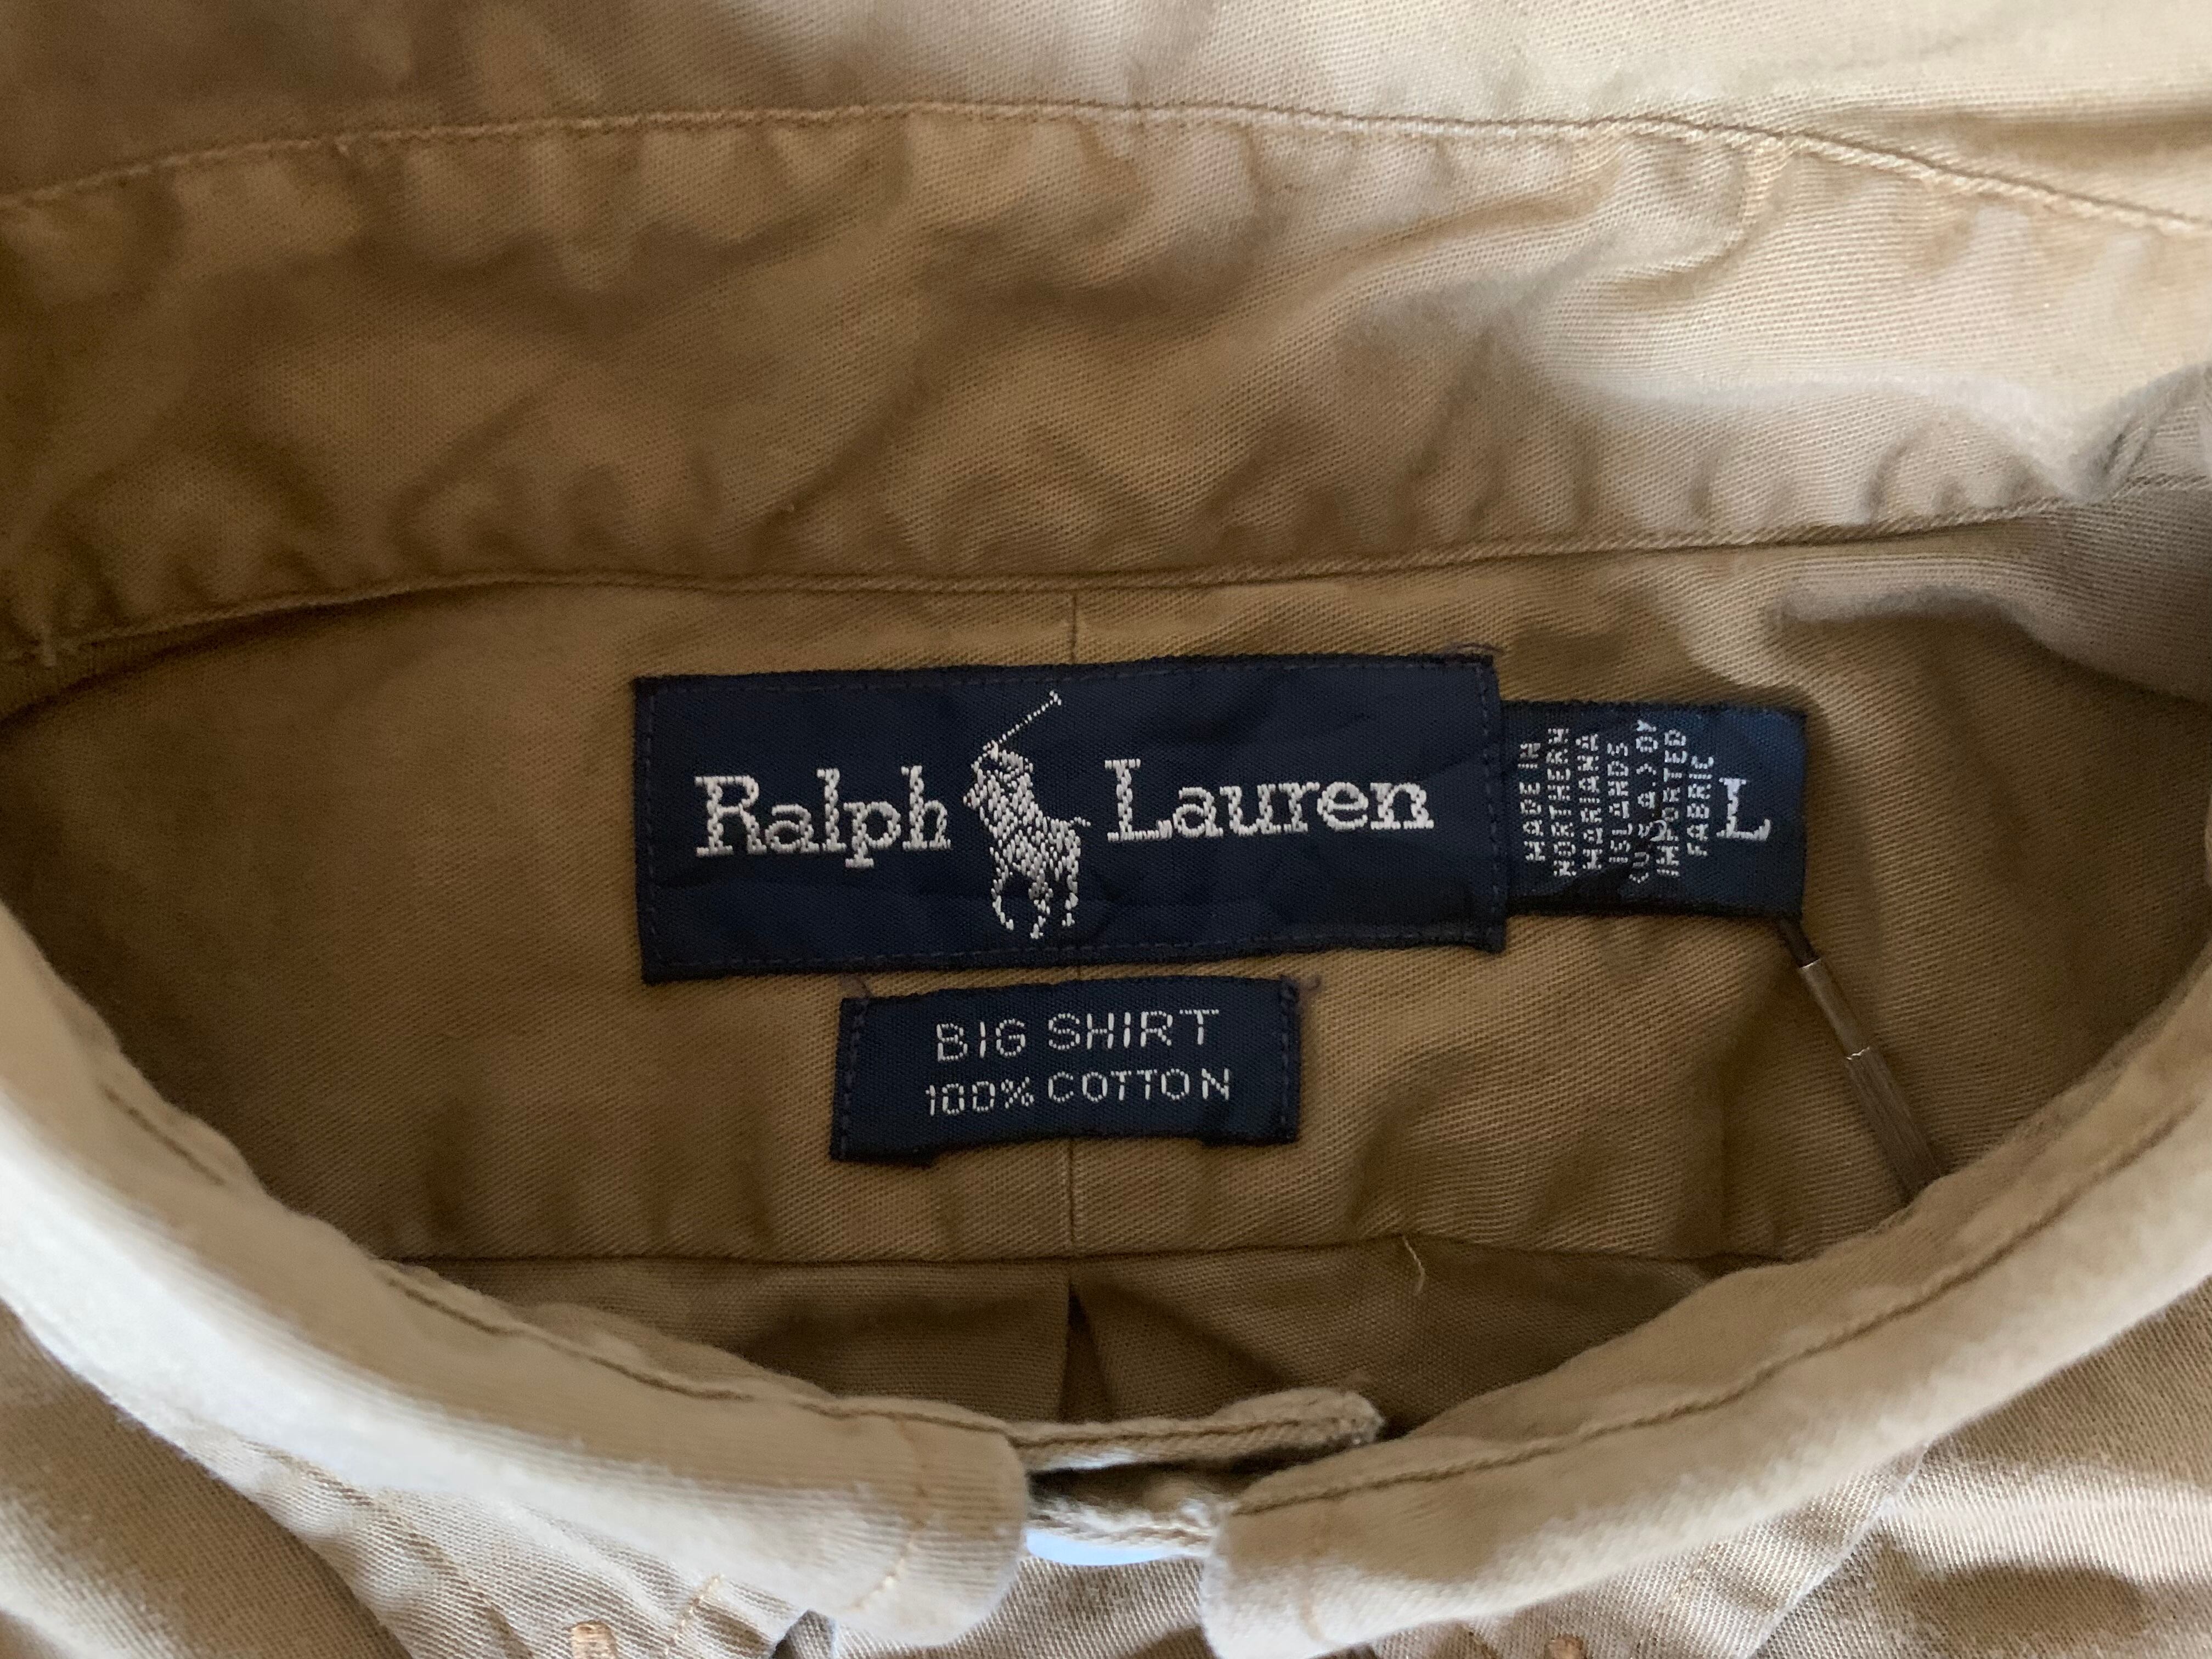 Ralph Lauren
MADE IN
NORTHERN
MARIANA
ISLANDS
(U.S.A.) OF
IMPORTED
FABRIC
L
BIG SHIRT
100% COTTON